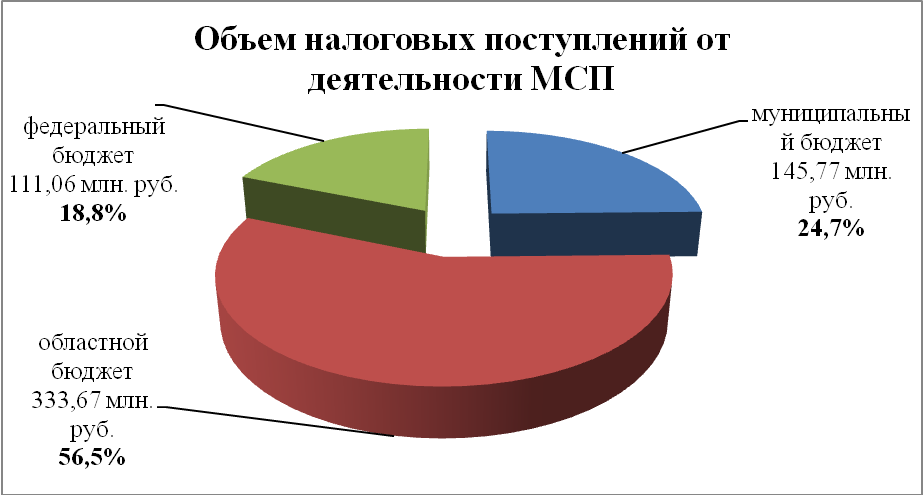 Объем налоговых поступлений от
деятельности МСП
федеральный
бюджет
111,06 млн. руб.
18,8%
муниципальны
й бюджет
145,77 млн.
руб.
24,7%
областной
бюджет
333,67 млн.
руб.
56,5%